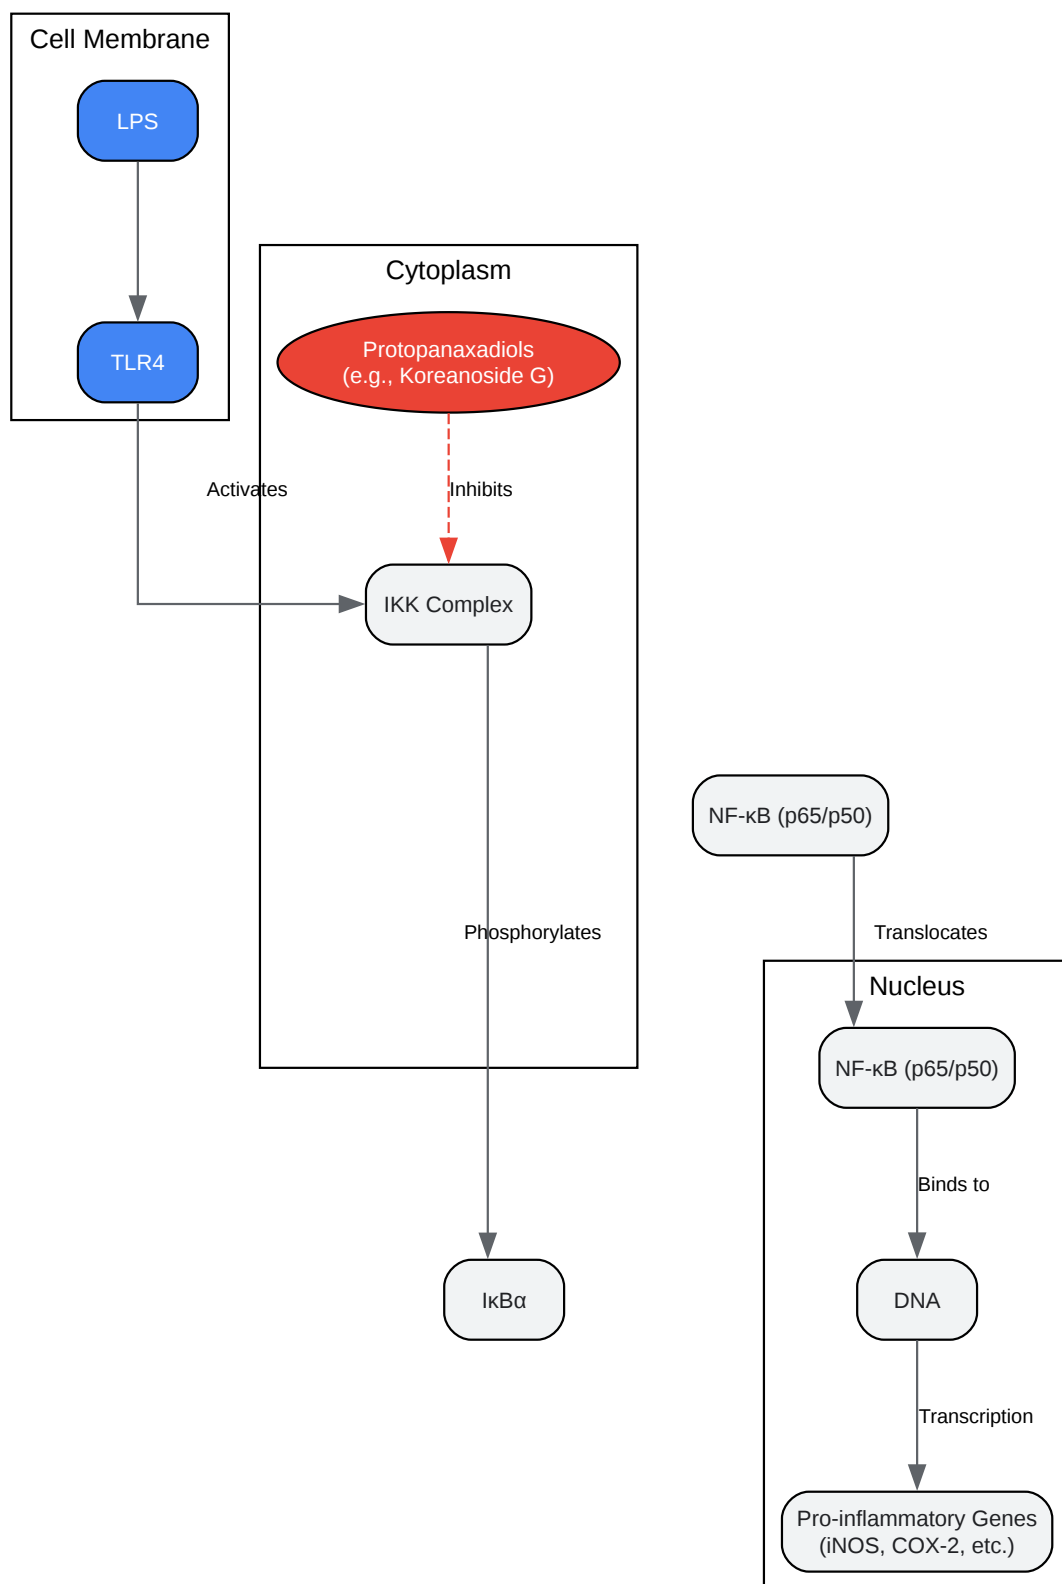 Cell Membrane
LPS
TLR4
Activates
Cytoplasm
Protopanaxadiols
(e.g., Koreanoside G)
Inhibits
IKK Complex
Phosphorylates
IκBα
NF-κB (p65/p50)
Translocates
Nucleus
NF-κB (p65/p50)
Binds to
DNA
Transcription
Pro-inflammatory Genes
(iNOS, COX-2, etc.)